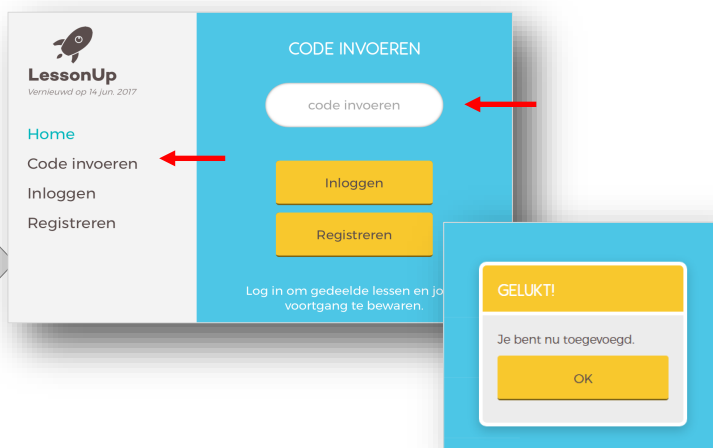 LessonUp
Vernieuwd op 14 jun. 2017
Home
Code invoeren
Inloggen
Registreren
CODE INVOEREN
code invoeren
Inloggen
Registreren
Log in om gedeelde lessen en jo
voortgang te bewaren.
GELUKT!
Je bent nu toegevoegd.
OK